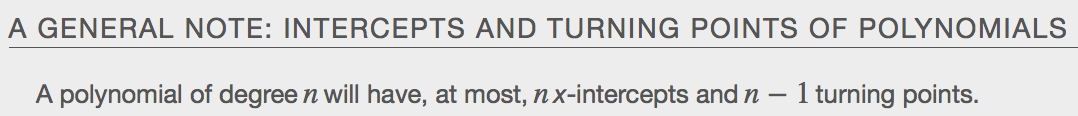 A GENERAL NOTE: INTERCEPTS AND TURNING POINTS OF POLYNOMIALS
A polynomial of degree n will have, at most, n x-intercepts and n − 1 turning points.